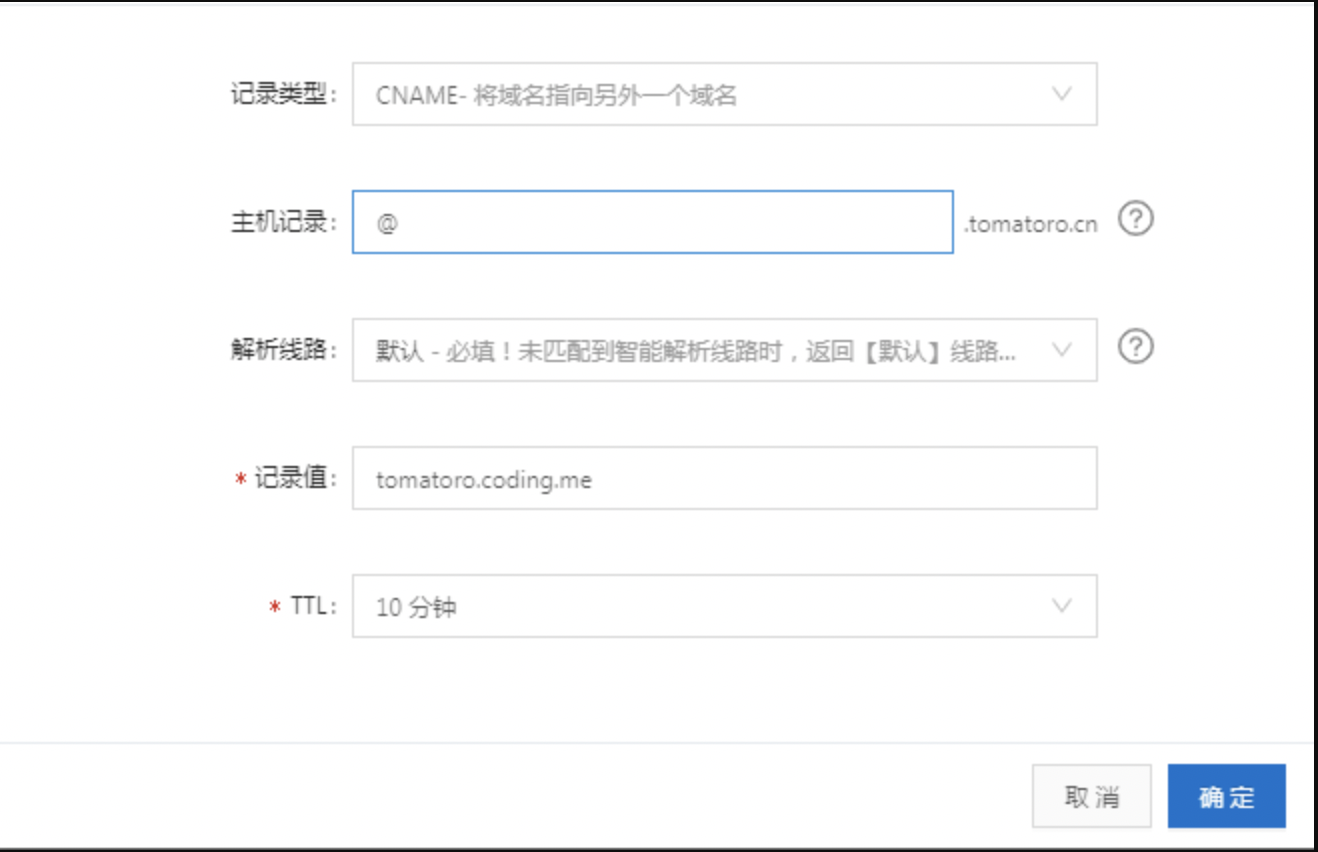 记录类型: CNAME- 将域名指向另外一个域名
主机记录: @ .tomatoro.cn ?
解析线路: 默认 - 必填！未匹配到智能解析线路时，返回【默认】线路... ?
* 记录值: tomatoro.coding.me
* TTL: 10 分钟
取 消 确 定